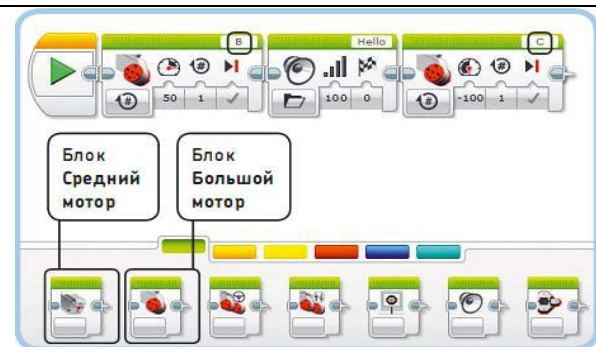 B
Hello
C
50 1
100 0
-100 1
Блок
Средний
мотор
Блок
Большой
мотор